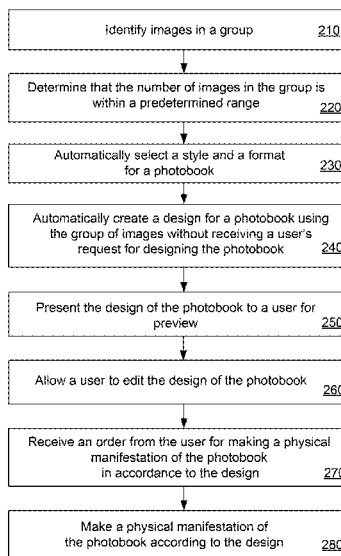 Identify images in a group
210
Determine that the number of images in the group is
within a predetermined range
220
Automatically select a style and a format
for a photobook
230
Automatically create a design for a photobook using
the group of images without receiving a user's
request for designing the photobook
240
Present the design of the photobook to a user for
preview
250
Allow a user to edit the design of the photobook
260
Receive an order from the user for making a physical
manifestation of the photobook
in accordance to the design
270
Make a physical manifestation of
the photobook according to the design
280